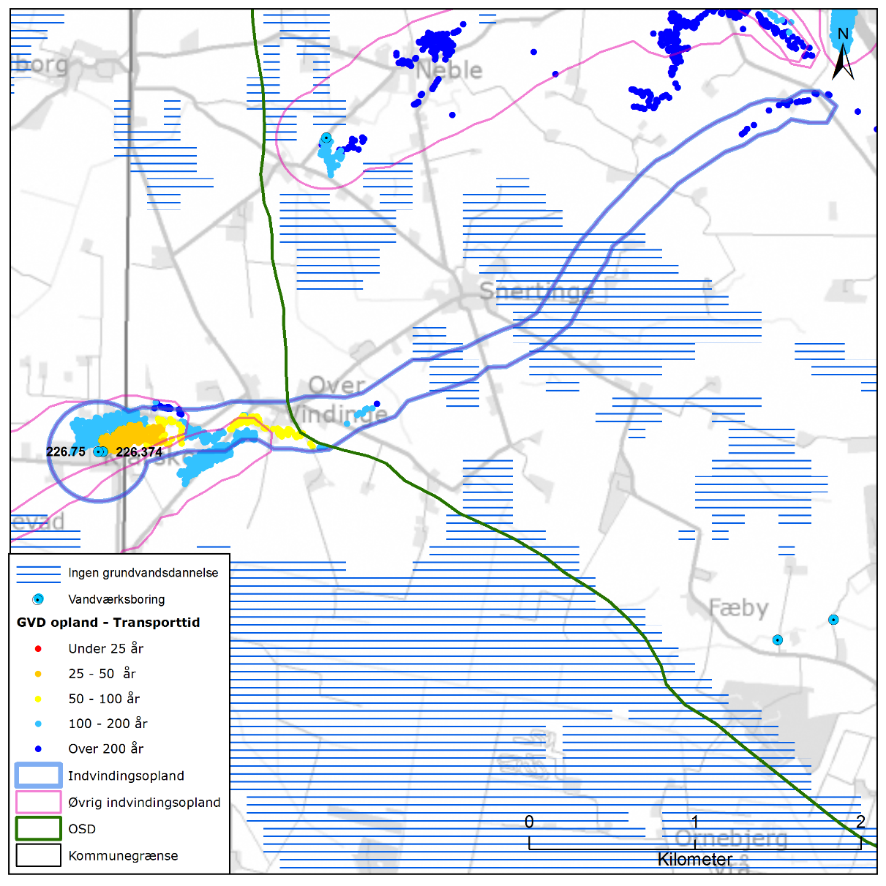 borg
Neble
N
Snertinge
Over
Vindinge
226.75
226.374
evad
Fæby
Ingen grundvandsdannelse
Vandværksboring
GVD opland - Transporttid
Under 25 år
25 - 50 år
50 - 100 år
100 - 200 år
Over 200 år
Indvindingsopland
Øvrig indvindingsopland
OSD
Kommunegrænse
0 1 2
Ørnebjerg
Kilometer
Vrå